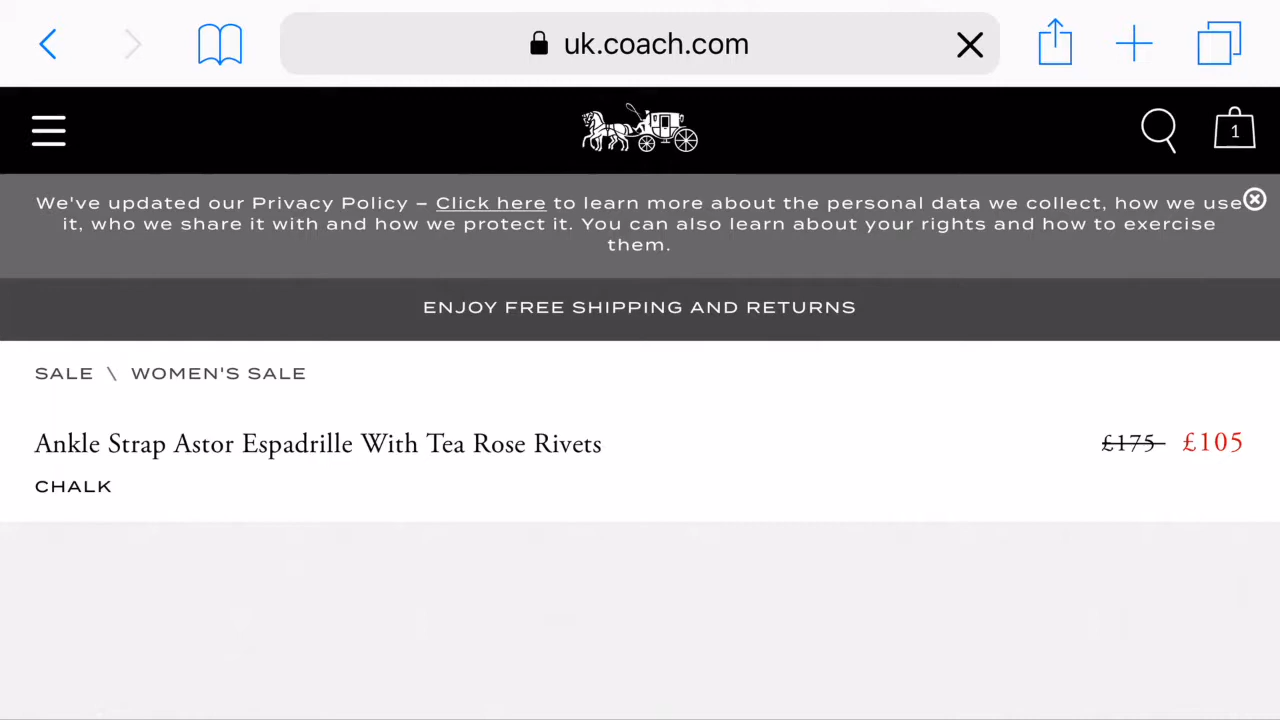 uk.coach.com
1
We've updated our Privacy Policy – Click here to learn more about the personal data we collect, how we use
it, who we share it with and how we protect it. You can also learn about your rights and how to exercise
them.
ENJOY FREE SHIPPING AND RETURNS
SALE \ WOMEN'S SALE
Ankle Strap Astor Espadrille With Tea Rose Rivets £175 £105
CHALK